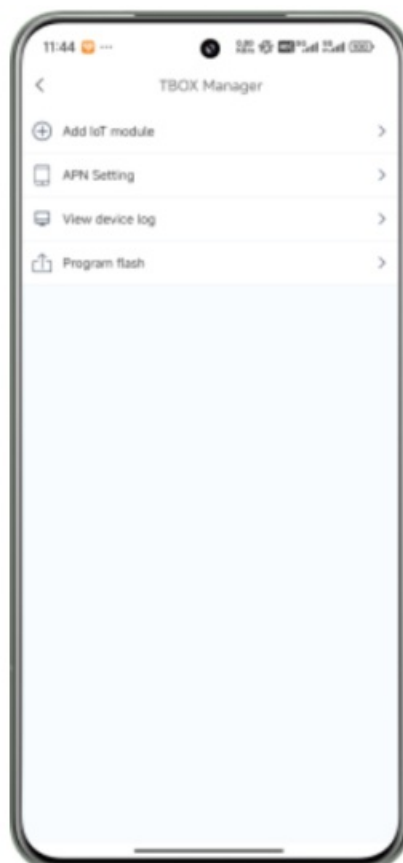 11:44
TBOX Manager
Add IoT module
APN Setting
View device log
Program flash